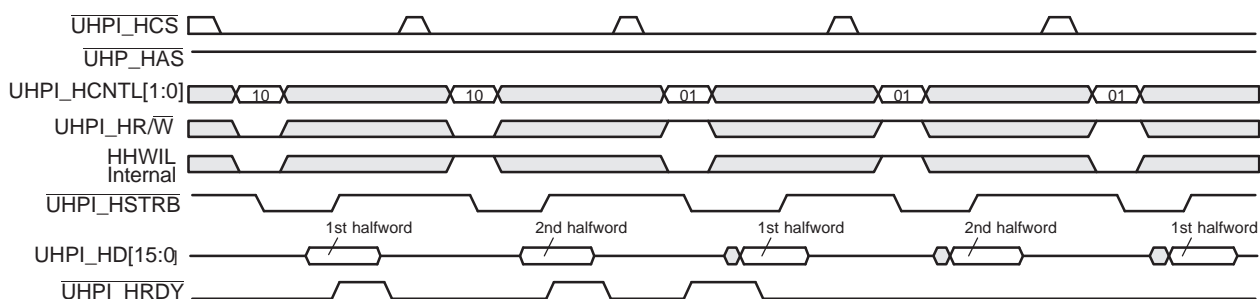 UHPI_HCS
UHP_HAS
UHPI_HCNTL[1:0] 10 10 01 01 01
UHPI_HR/W
HHWIL
Internal
UHPI_HSTRB
1st halfword 2nd halfword 1st halfword 2nd halfword 1st halfword
UHPI_HD[15:0]
UHPI_HRDY